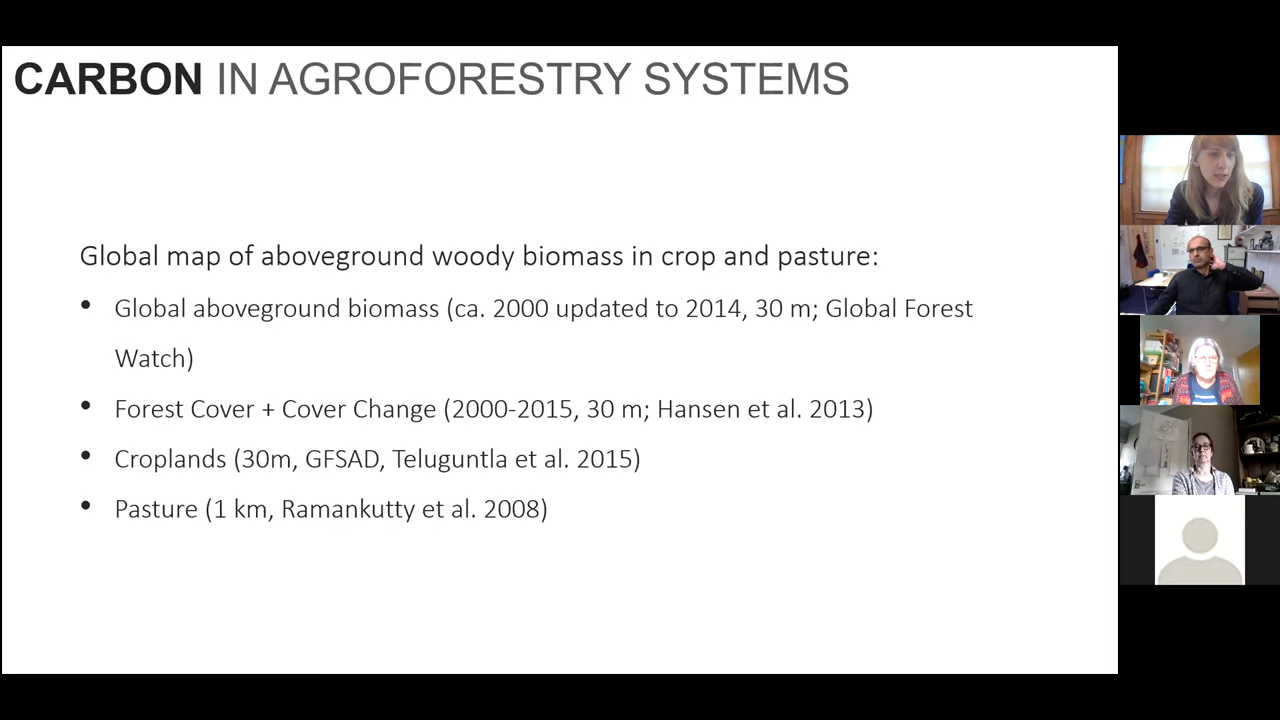 CARBON IN AGROFORESTRY SYSTEMS
Global map of aboveground woody biomass in crop and pasture:
• Global aboveground biomass (ca. 2000 updated to 2014, 30 m; Global Forest
Watch)
• Forest Cover + Cover Change (2000-2015, 30 m; Hansen et al. 2013)
• Croplands (30m, GFSAD, Teluguntla et al. 2015)
• Pasture (1 km, Ramankutty et al. 2008)